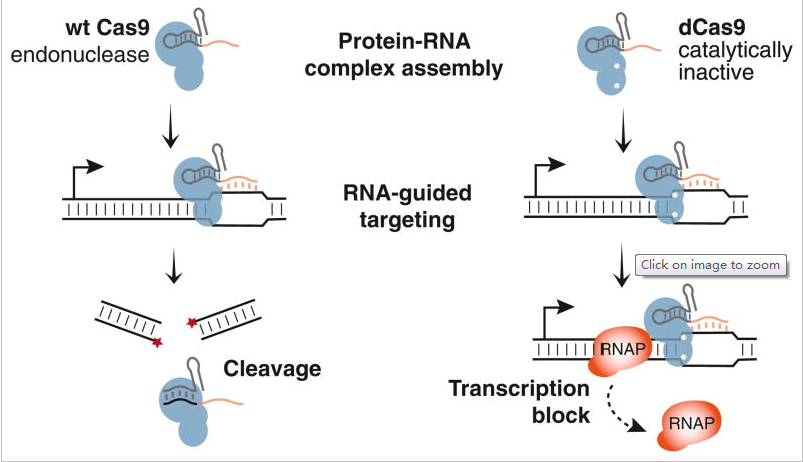 wt Cas9
endonuclease
Protein-RNA
complex assembly
dCas9
catalytically
inactive
RNA-guided
targeting
Click on image to zoom
Cleavage
RNAP
Transcription
block
RNAP